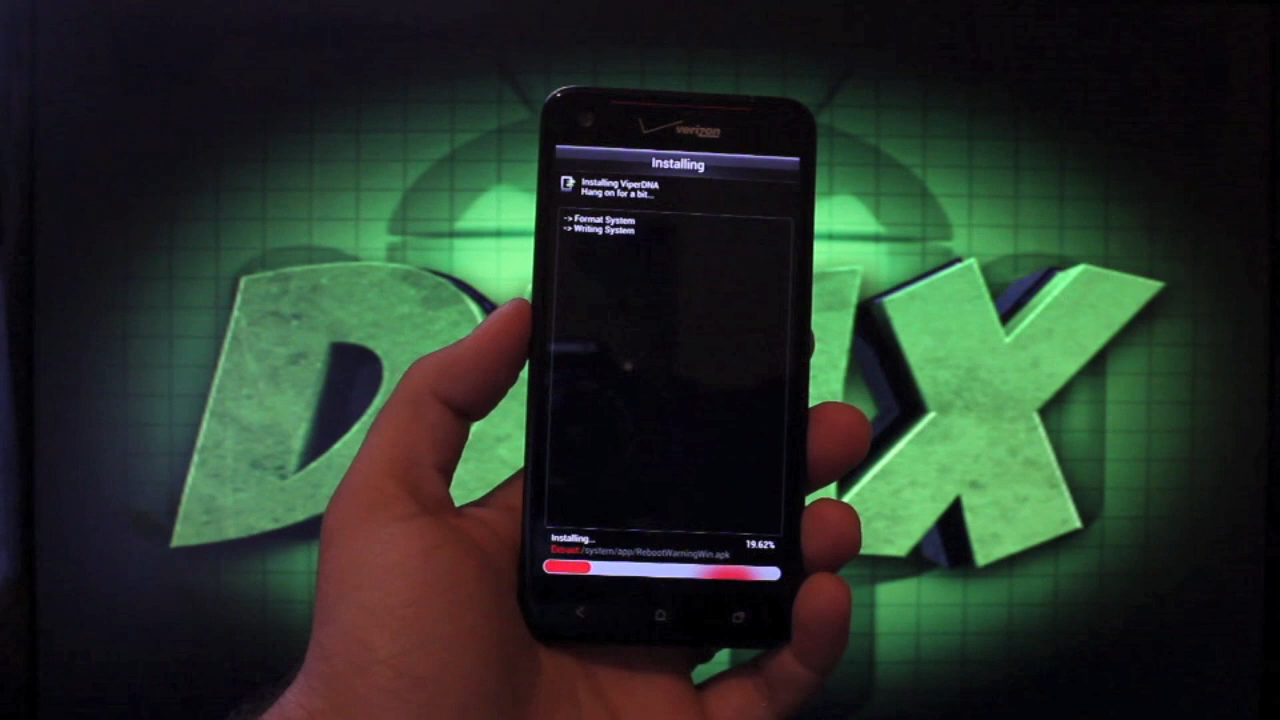 verizon
Installing
Installing ViperDNA
Hang on for a bit...
-> Format System
-> Writing System
Installing... 19.62%
Extract: /system/app/RebootWarningWin.apk
D X